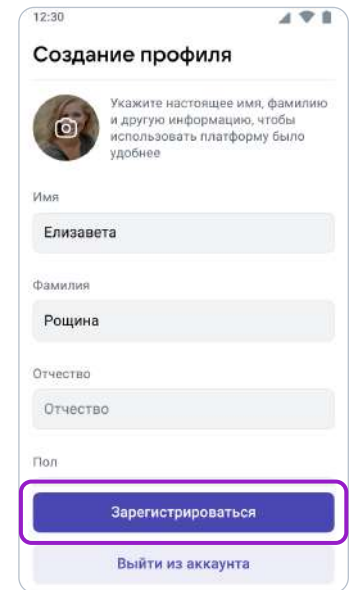 12:30
Создание профиля
Укажите настоящее имя, фамилию
и другую информацию, чтобы
использовать платформу было
удобнее
Имя
Елизавета
Фамилия
Рощина
Отчество
Отчество
Пол
Зарегистрироваться
Выйти из аккаунта